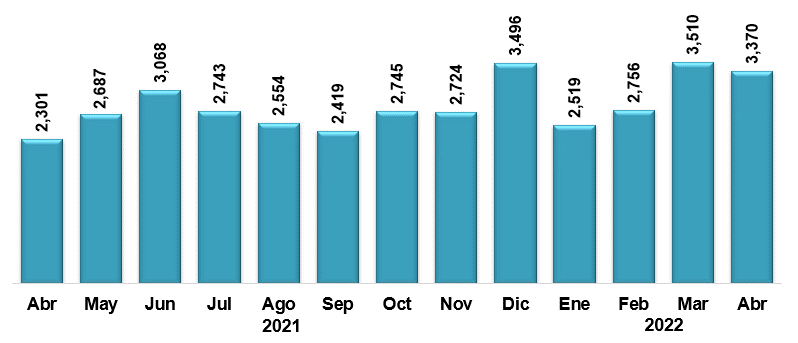 2,301 2,687 3,068 2,743 2,554 2,419 2,745 2,724 3,496 2,519 2,756 3,510 3,370
Abr May Jun Jul Ago Sep Oct Nov Dic Ene Feb Mar Abr
2021 2022